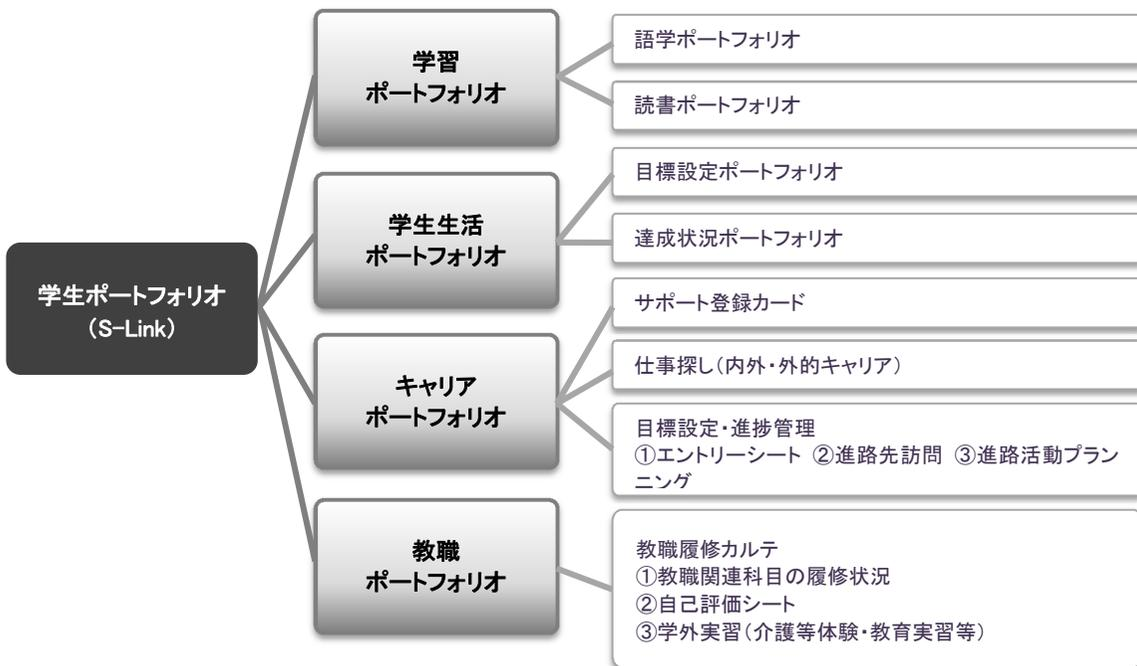 学生ポートフォリオ
（S-Link）
学習
ポートフォリオ
語学ポートフォリオ
読書ポートフォリオ
学生生活
ポートフォリオ
目標設定ポートフォリオ
達成状況ポートフォリオ
キャリア
ポートフォリオ
サポート登録カード
仕事探し（内外・外的キャリア）
目標設定・進捗管理
①エントリーシート ②進路先訪問 ③進路活動プラン
ニング
教職
ポートフォリオ
教職履修カルテ
①教職関連科目の履修状況
②自己評価シート
③学外実習（介護等体験・教育実習等）